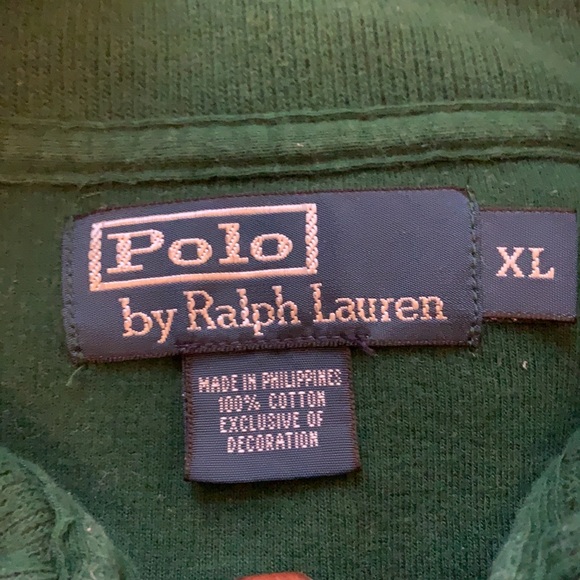 Polo
by Ralph Lauren
XL
MADE IN PHILIPPINES
100% COTTON
EXCLUSIVE OF
DECORATION